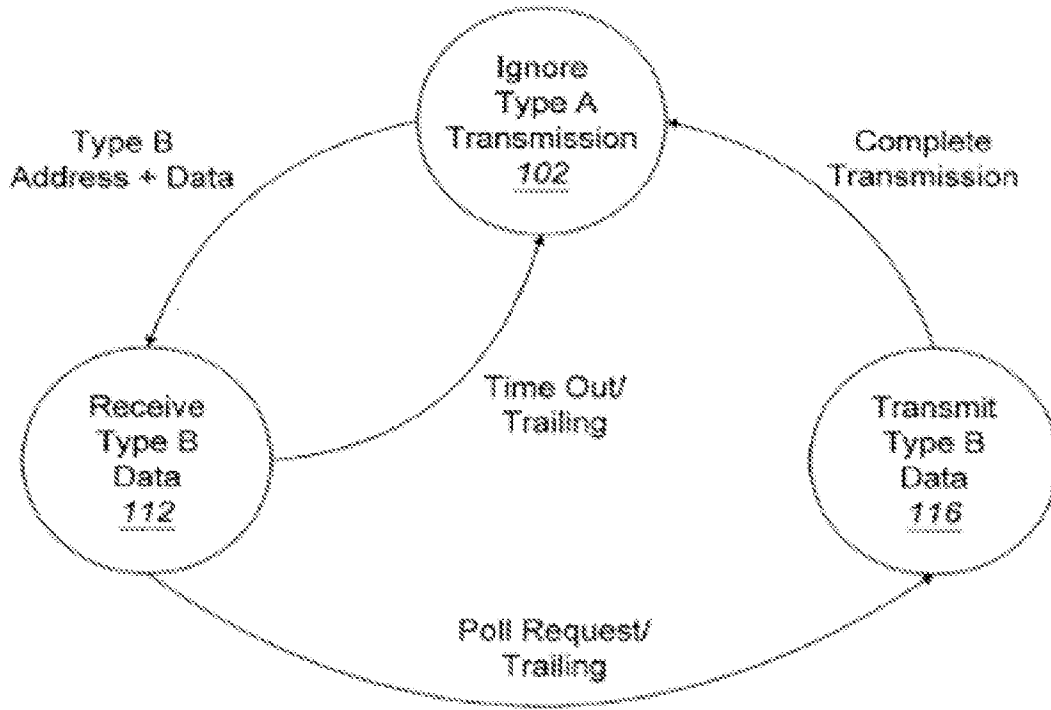 Ignore
Type A
Transmission
102
Type B
Address + Data
Complete
Transmission
Time Out/
Trailing
Receive
Type B
Data
112
Transmit
Type B
Data
116
Poll Request/
Trailing